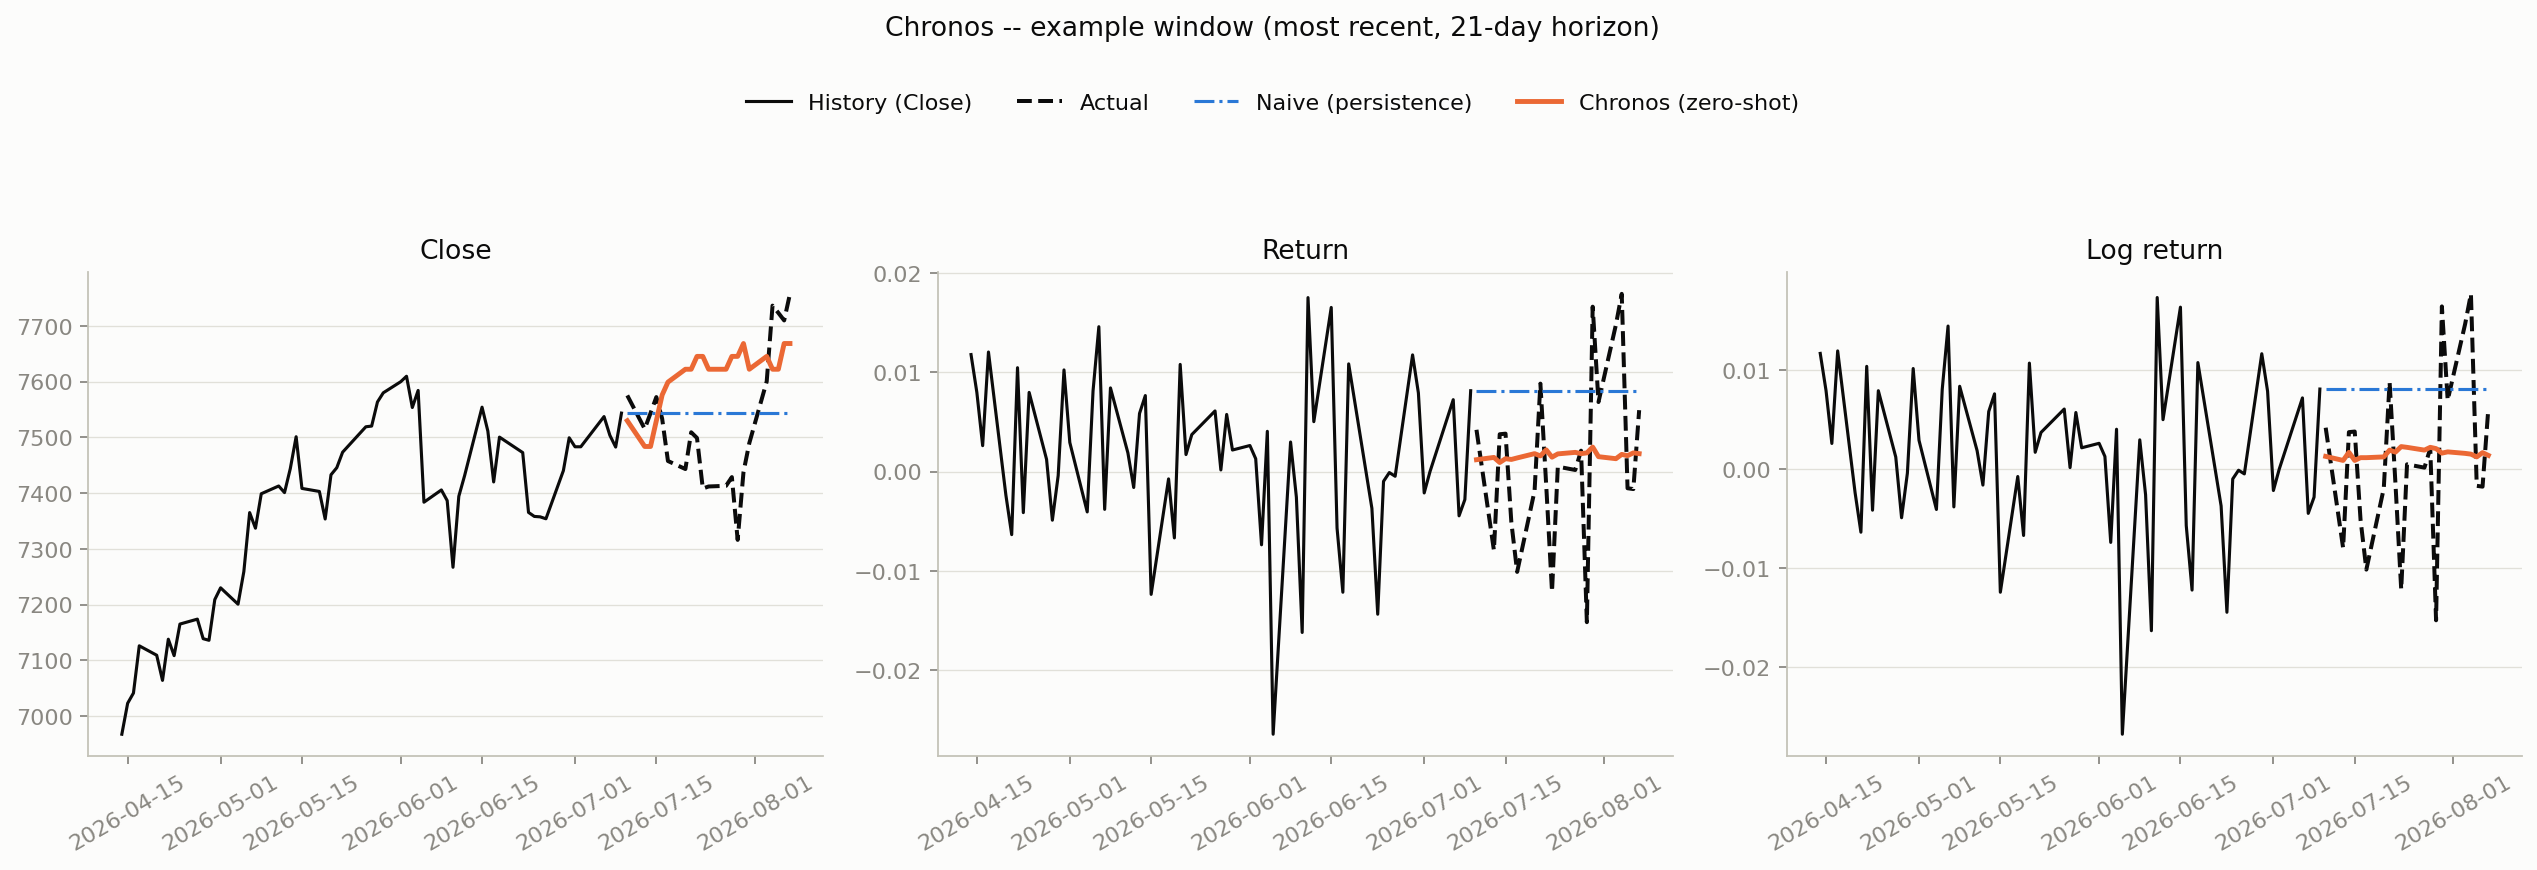 Chronos -- example window (most recent, 21-day horizon)
History (Close) Actual Naive (persistence) Chronos (zero-shot)
Close
7700
7600
7500
7400
7300
7200
7100
7000
2026-04-15 2026-05-01 2026-05-15 2026-06-01 2026-06-15 2026-07-01 2026-07-15 2026-08-01
Return
0.02
0.01
0.00
−0.01
−0.02
2026-04-15 2026-05-01 2026-05-15 2026-06-01 2026-06-15 2026-07-01 2026-07-15 2026-08-01
Log return
0.01
0.00
−0.01
−0.02
2026-04-15 2026-05-01 2026-05-15 2026-06-01 2026-06-15 2026-07-01 2026-07-15 2026-08-01